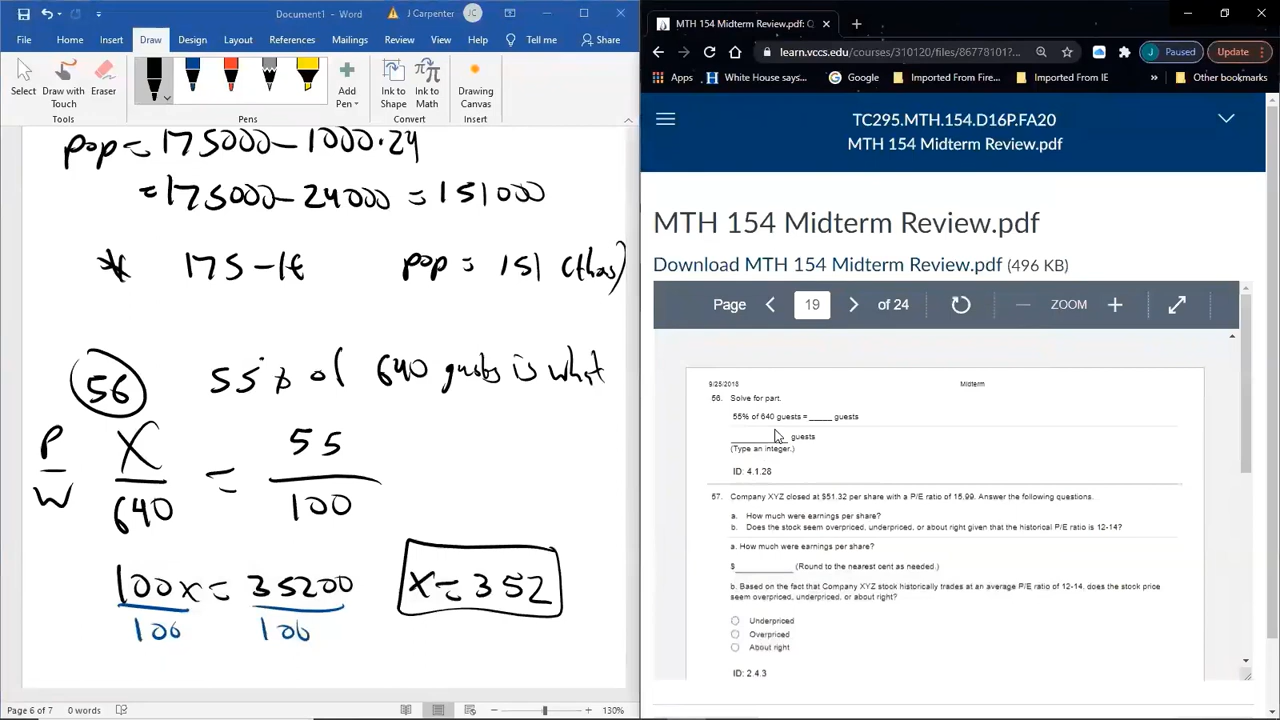 Document1 - Word
J Carpenter
JC
File
Home
Insert
Draw
Design
Layout
References
Mailings
Review
View
Help
Tell me
Share
Select
Draw with Touch
Eraser
Add Pen
Ink to Shape
Ink to Math
Drawing Canvas
Tools
Pens
Convert
Insert
pop = 175000 - 1000·24
= 175000 - 24000 = 151000
* 175 - 1t pop = 151 (thos)
56 55% of 640 guests is what
P/W X/640 = 55/100
100x = 35200 x = 352
100 100
Page 6 of 7
0 words
130%
MTH 154 Midterm Review.pdf: C
learn.vccs.edu/courses/310120/files/86778101?...
J
Paused
Update
Apps
White House says...
Google
Imported From Fire...
Imported From IE
»
Other bookmarks
TC295.MTH.154.D16P.FA20
MTH 154 Midterm Review.pdf
MTH 154 Midterm Review.pdf
Download MTH 154 Midterm Review.pdf (496 KB)
Page 19 of 24
ZOOM
9/25/2018 Midterm
56. Solve for part.
55% of 640 guests = _____ guests
__________ guests
(Type an integer.)
ID: 4.1.28
57. Company XYZ closed at $51.32 per share with a P/E ratio of 15.99. Answer the following questions.
a. How much were earnings per share?
b. Does the stock seem overpriced, underpriced, or about right given that the historical P/E ratio is 12-14?
a. How much were earnings per share?
$__________ (Round to the nearest cent as needed.)
b. Based on the fact that Company XYZ stock historically trades at an average P/E ratio of 12-14, does the stock price
seem overpriced, underpriced, or about right?
Underpriced
Overpriced
About right
ID: 2.4.3